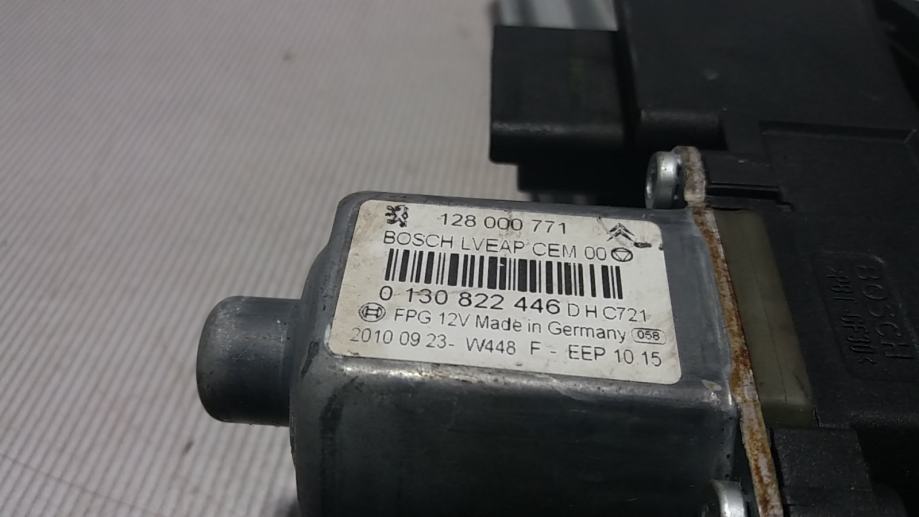 128 000 771
BOSCH LVEAP CEM 00
0 130 822 446 D H C721
FPG 12V Made in Germany 058
2010 09 23- W448 F - EEP 10 15
BOSCH